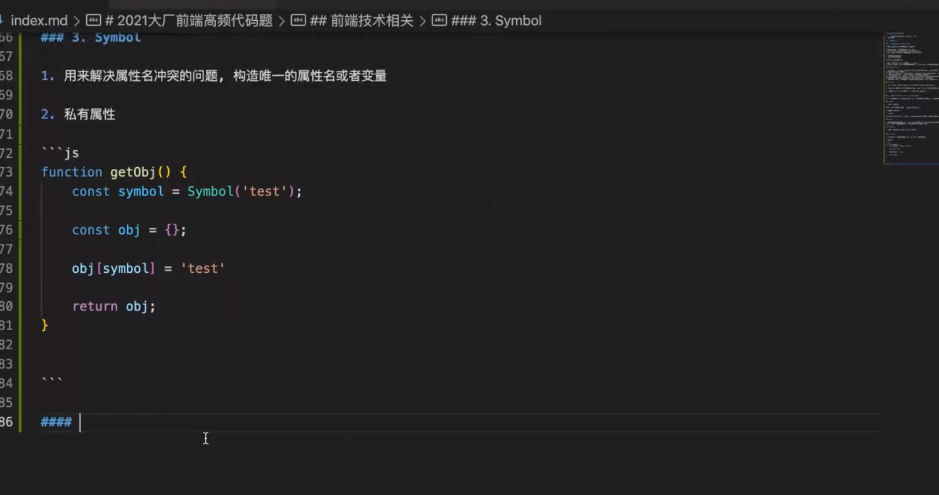 index.md > # 2021大厂前端高频代码题 > ## 前端技术相关 > ### 3. Symbol
66 ### 3. Symbol
67
68 1. 用来解决属性名冲突的问题, 构造唯一的属性名或者变量
69
70 2. 私有属性
71
72 ```js
73 function getObj() {
74 const symbol = Symbol('test');
75
76 const obj = {};
77
78 obj[symbol] = 'test'
79
80 return obj;
81 }
82
83
84 ```
85
86 ####